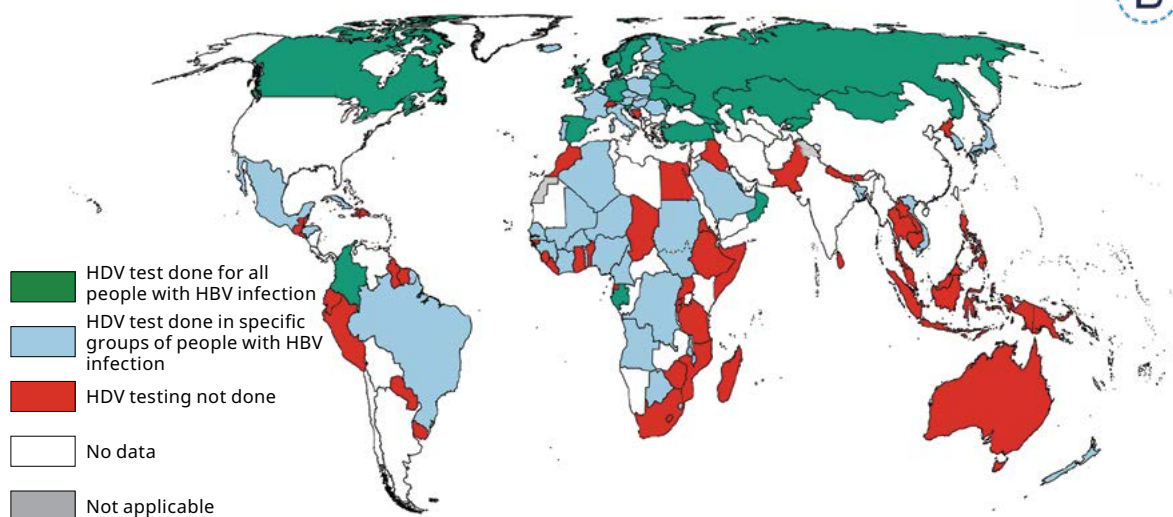 HDV test done for all
people with HBV infection
HDV test done in specific
groups of people with HBV
infection
HDV testing not done
No data
Not applicable